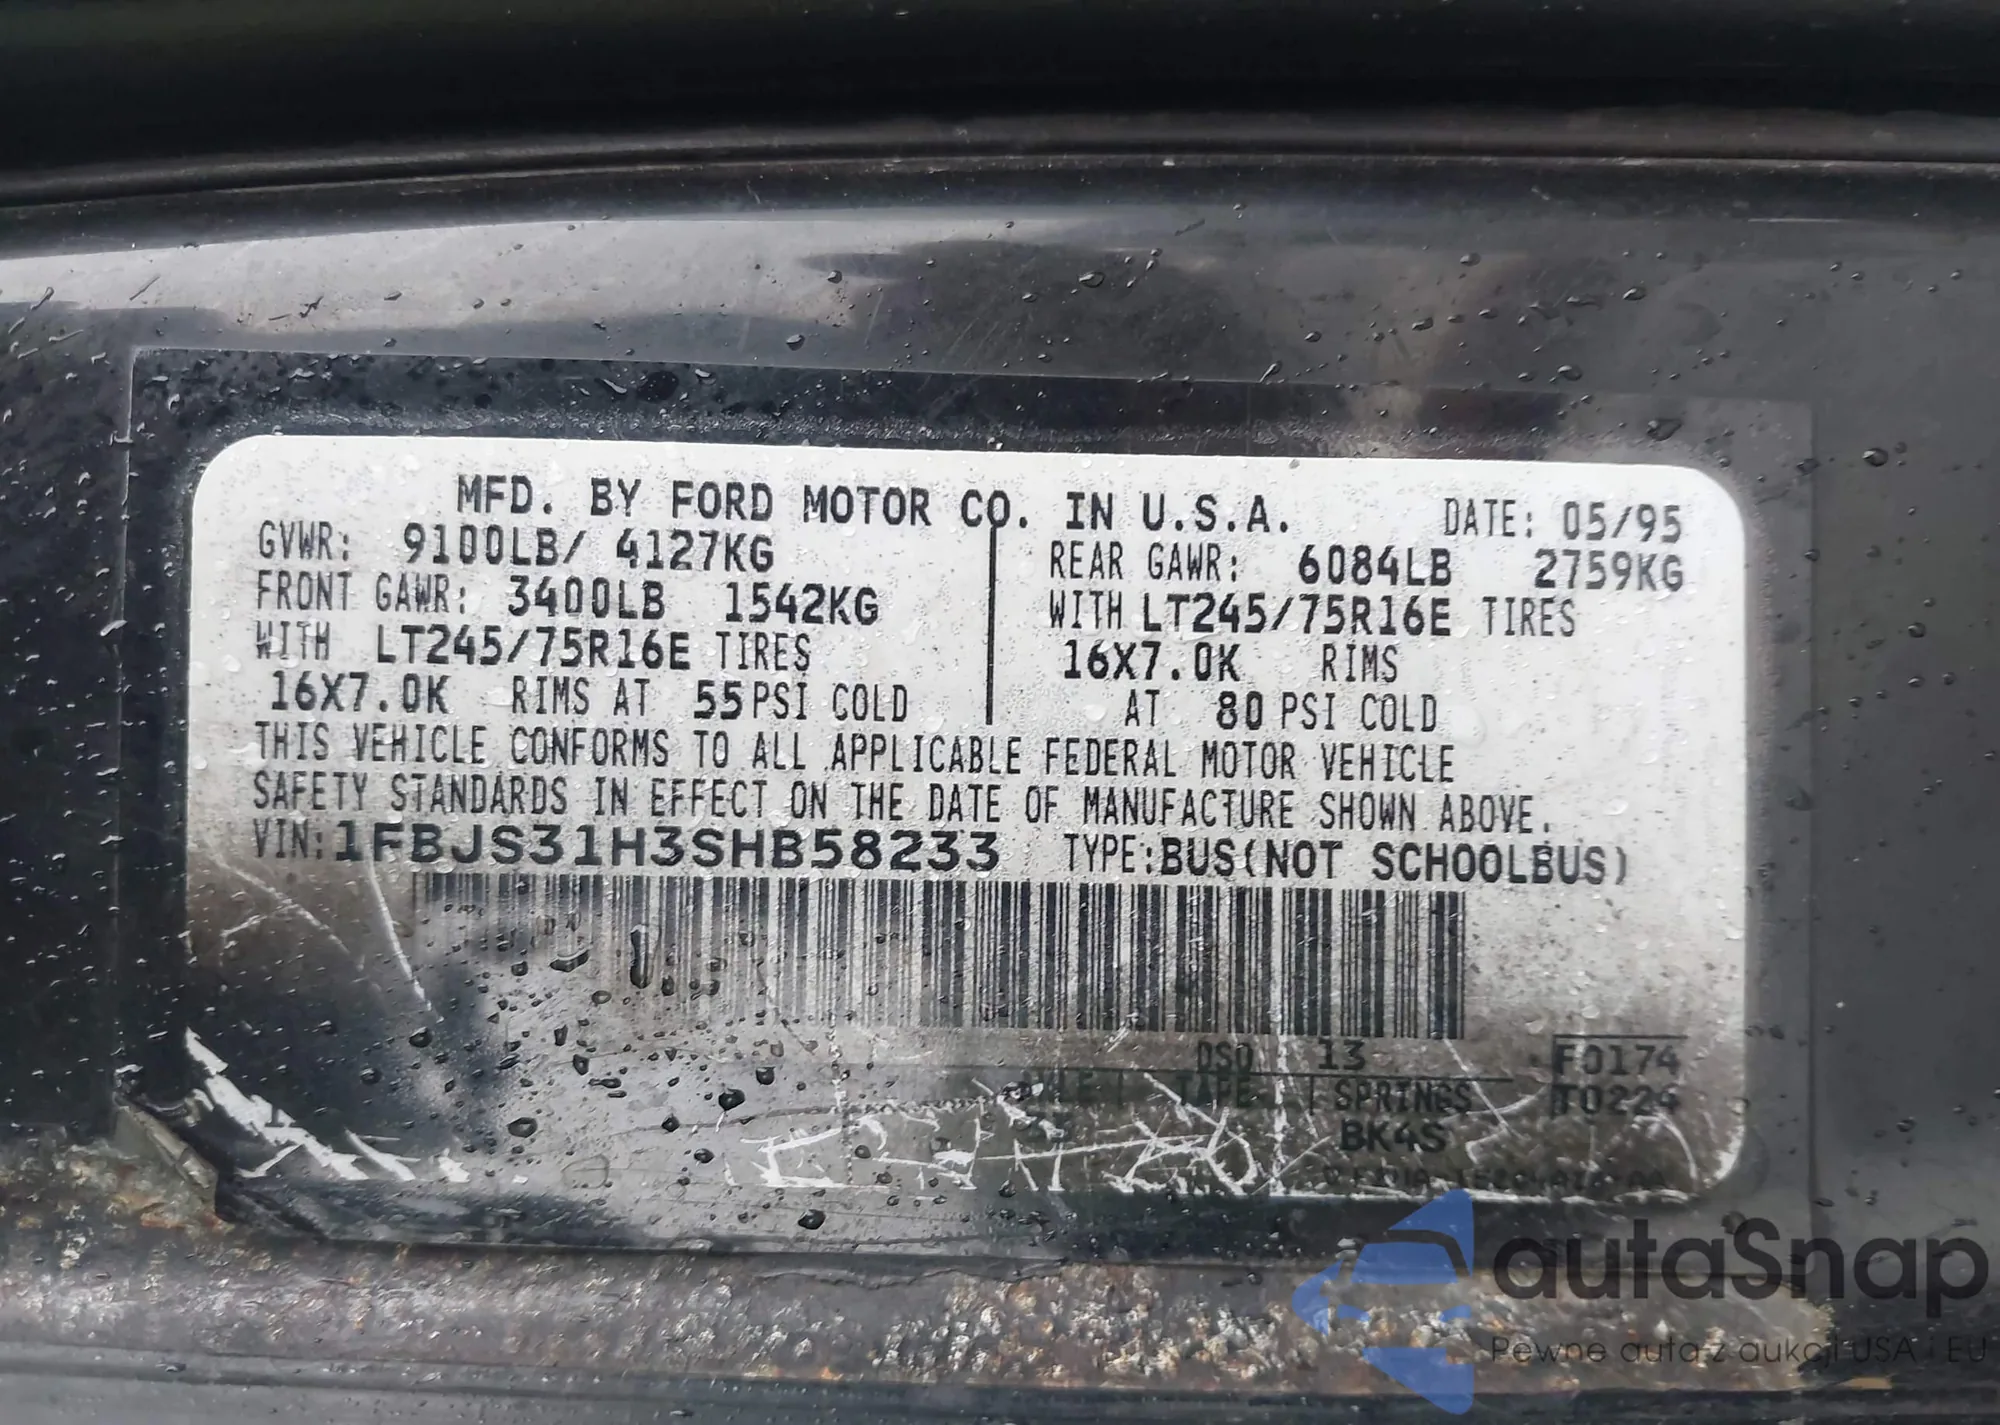 MFD. BY FORD MOTOR CO. IN U.S.A.
DATE: 05/95
GVWR: 9100LB/ 4127KG
FRONT GAWR: 3400LB 1542KG
WITH LT245/75R16E TIRES
16X7.0K RIMS AT 55 PSI COLD
REAR GAWR: 6084LB 2759KG
WITH LT245/75R16E TIRES
16X7.0K RIMS
AT 80 PSI COLD
THIS VEHICLE CONFORMS TO ALL APPLICABLE FEDERAL MOTOR VEHICLE
SAFETY STANDARDS IN EFFECT ON THE DATE OF MANUFACTURE SHOWN ABOVE.
VIN: 1FBJS31H3SHB58233 TYPE: BUS(NOT SCHOOLBUS)
DSO 13 F0174
TAPE SPRINGS T0224
BK4S
autaSnap
Pewne auta z aukcji USA i EU